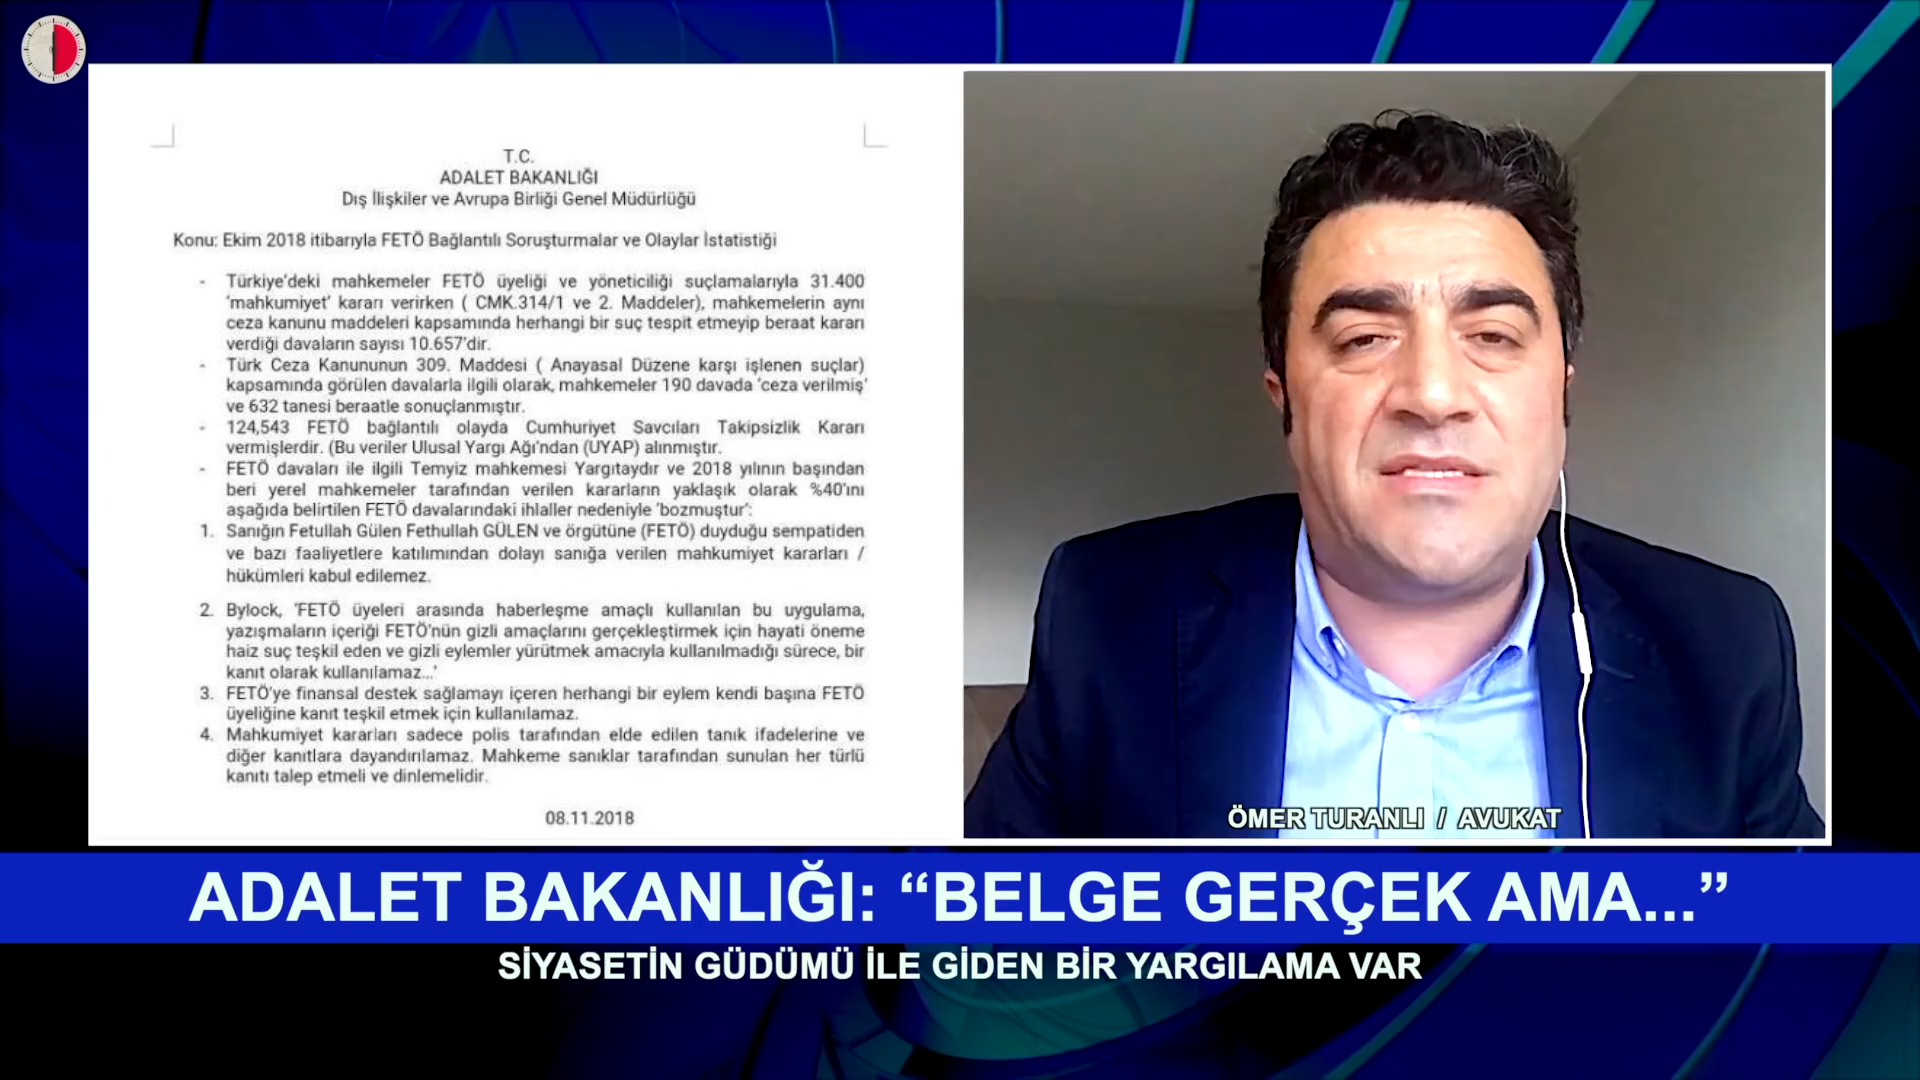 T.C.
ADALET BAKANLIĞI
Dış İlişkiler ve Avrupa Birliği Genel Müdürlüğü
Konu: Ekim 2018 itibarıyla FETÖ Bağlantılı Soruşturmalar ve Olaylar İstatistiği
- Türkiye'deki mahkemeler FETÖ üyeliği ve yöneticiliği suçlamalarıyla 31.400
'mahkumiyet' kararı verirken ( CMK.314/1 ve 2. Maddeler), mahkemelerin aynı
ceza kanunu maddeleri kapsamında herhangi bir suç tespit etmeyip beraat kararı
verdiği davaların sayısı 10.657'dir.
- Türk Ceza Kanununun 309. Maddesi ( Anayasal Düzene karşı işlenen suçlar)
kapsamında görülen davalarla ilgili olarak, mahkemeler 190 davada 'ceza verilmiş'
ve 632 tanesi beraatle sonuçlanmıştır.
- 124,543 FETÖ bağlantılı olayda Cumhuriyet Savcıları Takipsizlik Kararı
vermişlerdir. (Bu veriler Ulusal Yargı Ağı'ndan (UYAP) alınmıştır.
- FETÖ davaları ile ilgili Temyiz mahkemesi Yargıtaydır ve 2018 yılının başından
beri yerel mahkemeler tarafından verilen kararların yaklaşık olarak %40'ını
aşağıda belirtilen FETÖ davalarındaki ihlaller nedeniyle 'bozmuştur':
1. Sanığın Fetullah Gülen Fethullah GÜLEN ve örgütüne (FETÖ) duyduğu sempatiden
ve bazı faaliyetlere katılımından dolayı sanığa verilen mahkumiyet kararları /
hükümleri kabul edilemez.
2. Bylock, 'FETÖ üyeleri arasında haberleşme amaçlı kullanılan bu uygulama,
yazışmaların içeriği FETÖ'nün gizli amaçlarını gerçekleştirmek için hayati öneme
haiz suç teşkil eden ve gizli eylemler yürütmek amacıyla kullanılmadığı sürece, bir
kanıt olarak kullanılamaz...'
3. FETÖ'ye finansal destek sağlamayı içeren herhangi bir eylem kendi başına FETÖ
üyeliğine kanıt teşkil etmek için kullanılamaz.
4. Mahkumiyet kararları sadece polis tarafından elde edilen tanık ifadelerine ve
diğer kanıtlara dayandırılamaz. Mahkeme sanıklar tarafından sunulan her türlü
kanıtı talep etmeli ve dinlemelidir.
08.11.2018
ÖMER TURANLI / AVUKAT
ADALET BAKANLIĞI: “BELGE GERÇEK AMA...”
SİYASETİN GÜDÜMÜ İLE GİDEN BİR YARGILAMA VAR